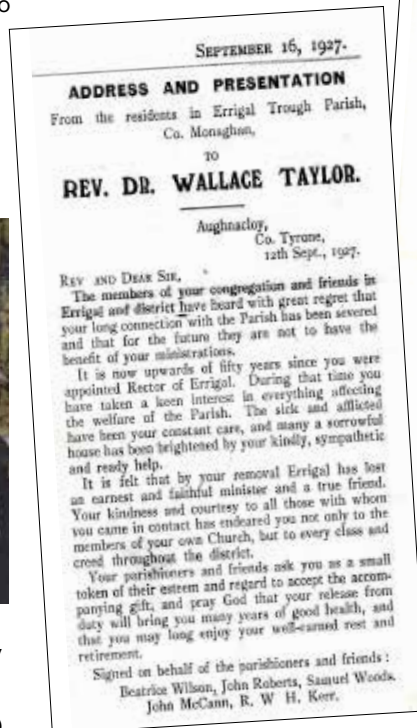 SEPTEMBER 16, 1927.
ADDRESS AND PRESENTATION
From the residents in Errigal Trough Parish,
Co. Monaghan,
TO
REV. DR. WALLACE TAYLOR.
Aughnacloy,
Co. Tyrone,
12th Sept., 1927.
REV AND DEAR SIR,
The members of your congregation and friends in
Errigal and district have heard with great regret that
your long connection with the Parish has been severed
and that for the future they are not to have the
benefit of your ministrations.
It is now upwards of fifty years since you were
appointed Rector of Errigal. During that time you
have taken a keen interest in everything affecting
the welfare of the Parish. The sick and afflicted
have been your constant care, and many a sorrowful
house has been brightened by your kindly, sympathetic
and ready help.
It is felt that by your removal Errigal has lost
an earnest and faithful minister and a true friend.
Your kindness and courtesy to all those with whom
you came in contact has endeared you not only to the
members of your own Church, but to every class and
creed throughout the district.
Your parishioners and friends ask you as a small
token of their esteem and regard to accept the accom-
panying gift, and pray God that your release from
duty will bring you many years of good health, and
that you may long enjoy your well-earned rest and
retirement.
Signed on behalf of the parishioners and friends:
Beatrice Wilson, John Roberts, Samuel Woods,
John McCann, R. W H. Kerr.